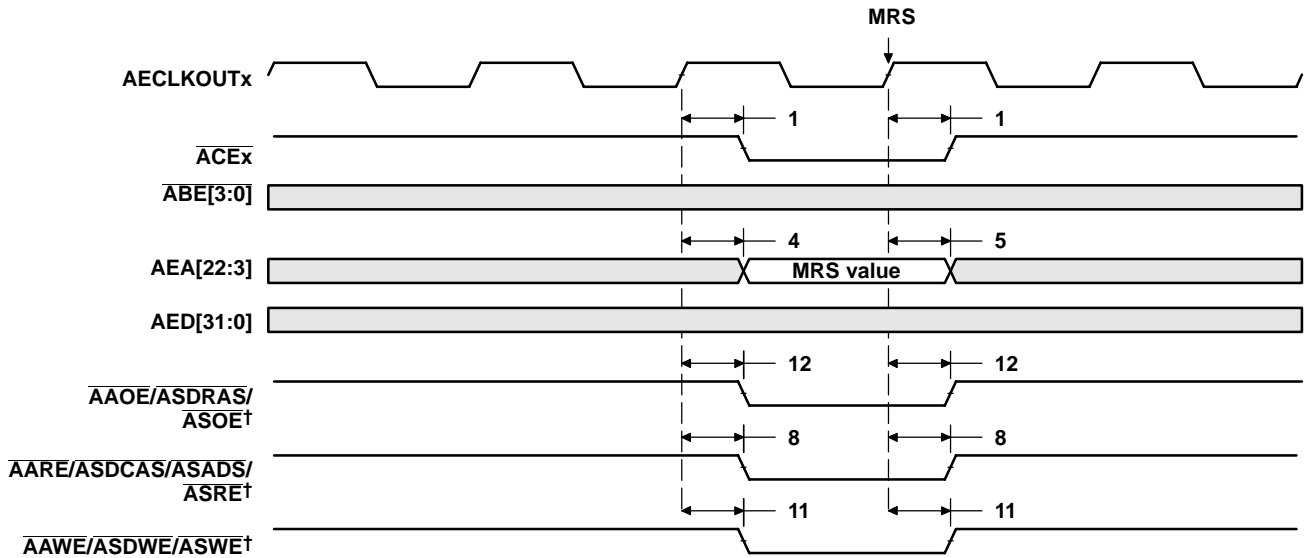 MRS
AECLKOUTx
1 1
ACEx
ABE[3:0]
4 5
AEA[22:3] MRS value
AED[31:0]
12 12
AAOE/ASDRAS/
ASOE†
8 8
AARE/ASDCAS/ASADS/
ASRE†
11 11
AAWE/ASDWE/ASWE†